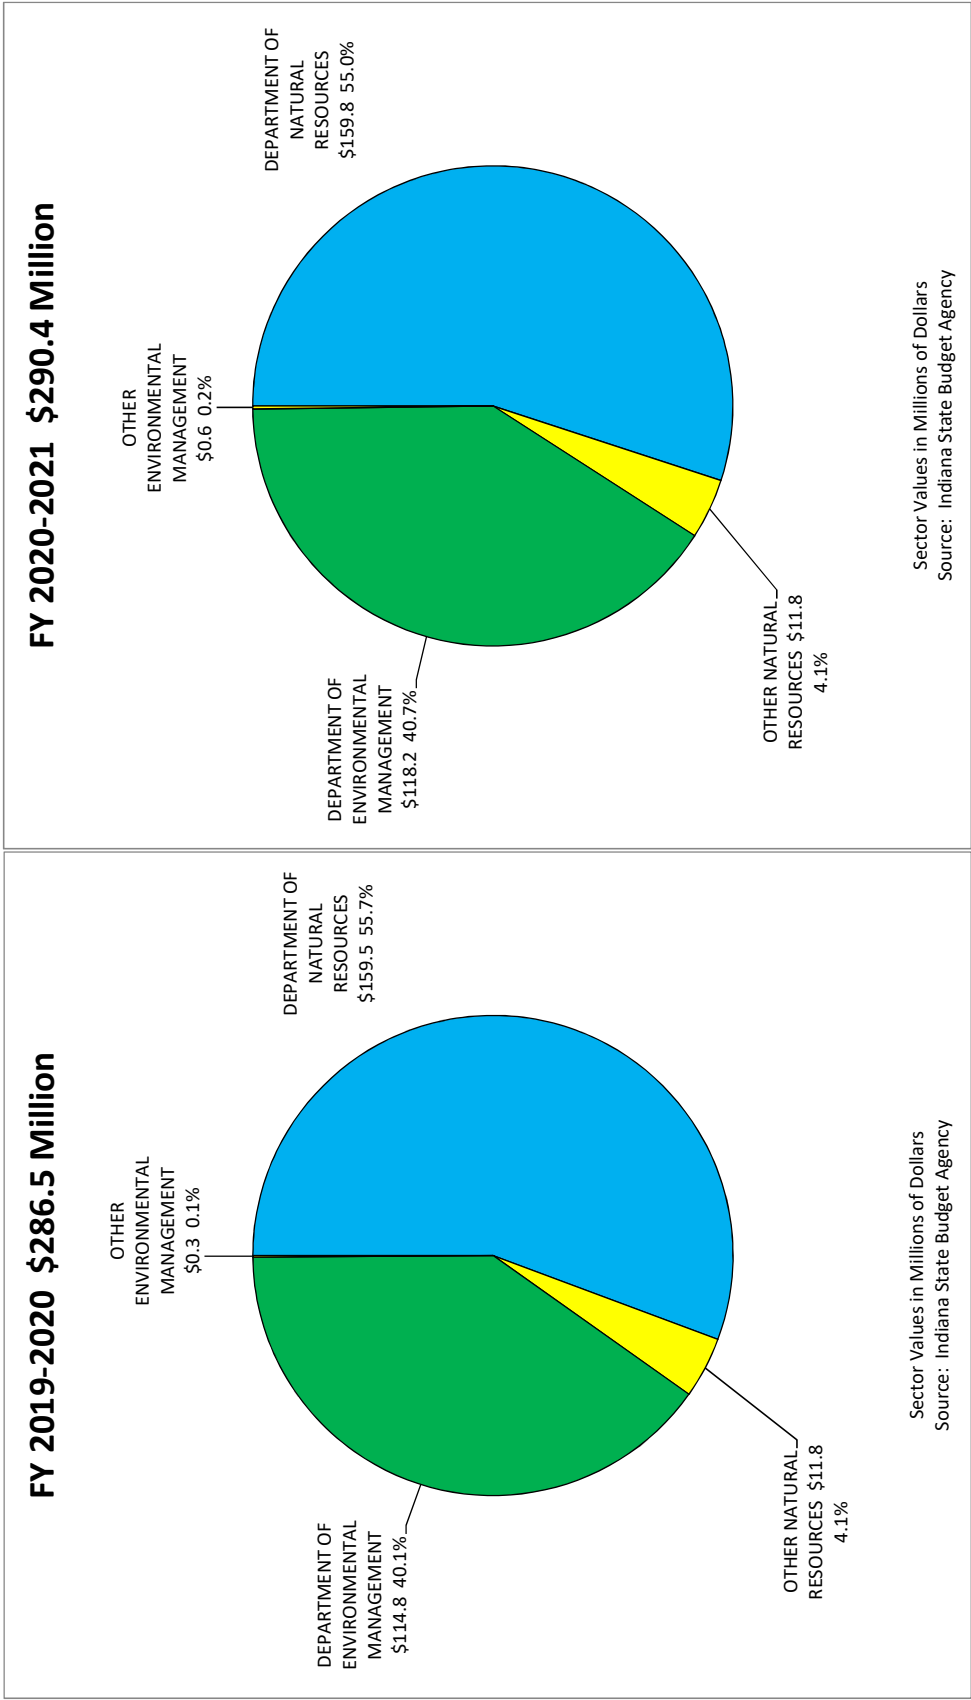 FY 2019-2020  $286.5 Million
OTHER
ENVIRONMENTAL
MANAGEMENT
$0.3  0.1%
DEPARTMENT OF
NATURAL
RESOURCES
$159.5  55.7%
DEPARTMENT OF
ENVIRONMENTAL
MANAGEMENT
$114.8  40.1%
OTHER NATURAL
RESOURCES  $11.8
4.1%
Sector Values in Millions of Dollars
Source:  Indiana State Budget Agency
FY 2020-2021  $290.4 Million
OTHER
ENVIRONMENTAL
MANAGEMENT
$0.6  0.2%
DEPARTMENT OF
NATURAL
RESOURCES
$159.8  55.0%
DEPARTMENT OF
ENVIRONMENTAL
MANAGEMENT
$118.2  40.7%
OTHER NATURAL
RESOURCES  $11.8
4.1%
Sector Values in Millions of Dollars
Source:  Indiana State Budget Agency